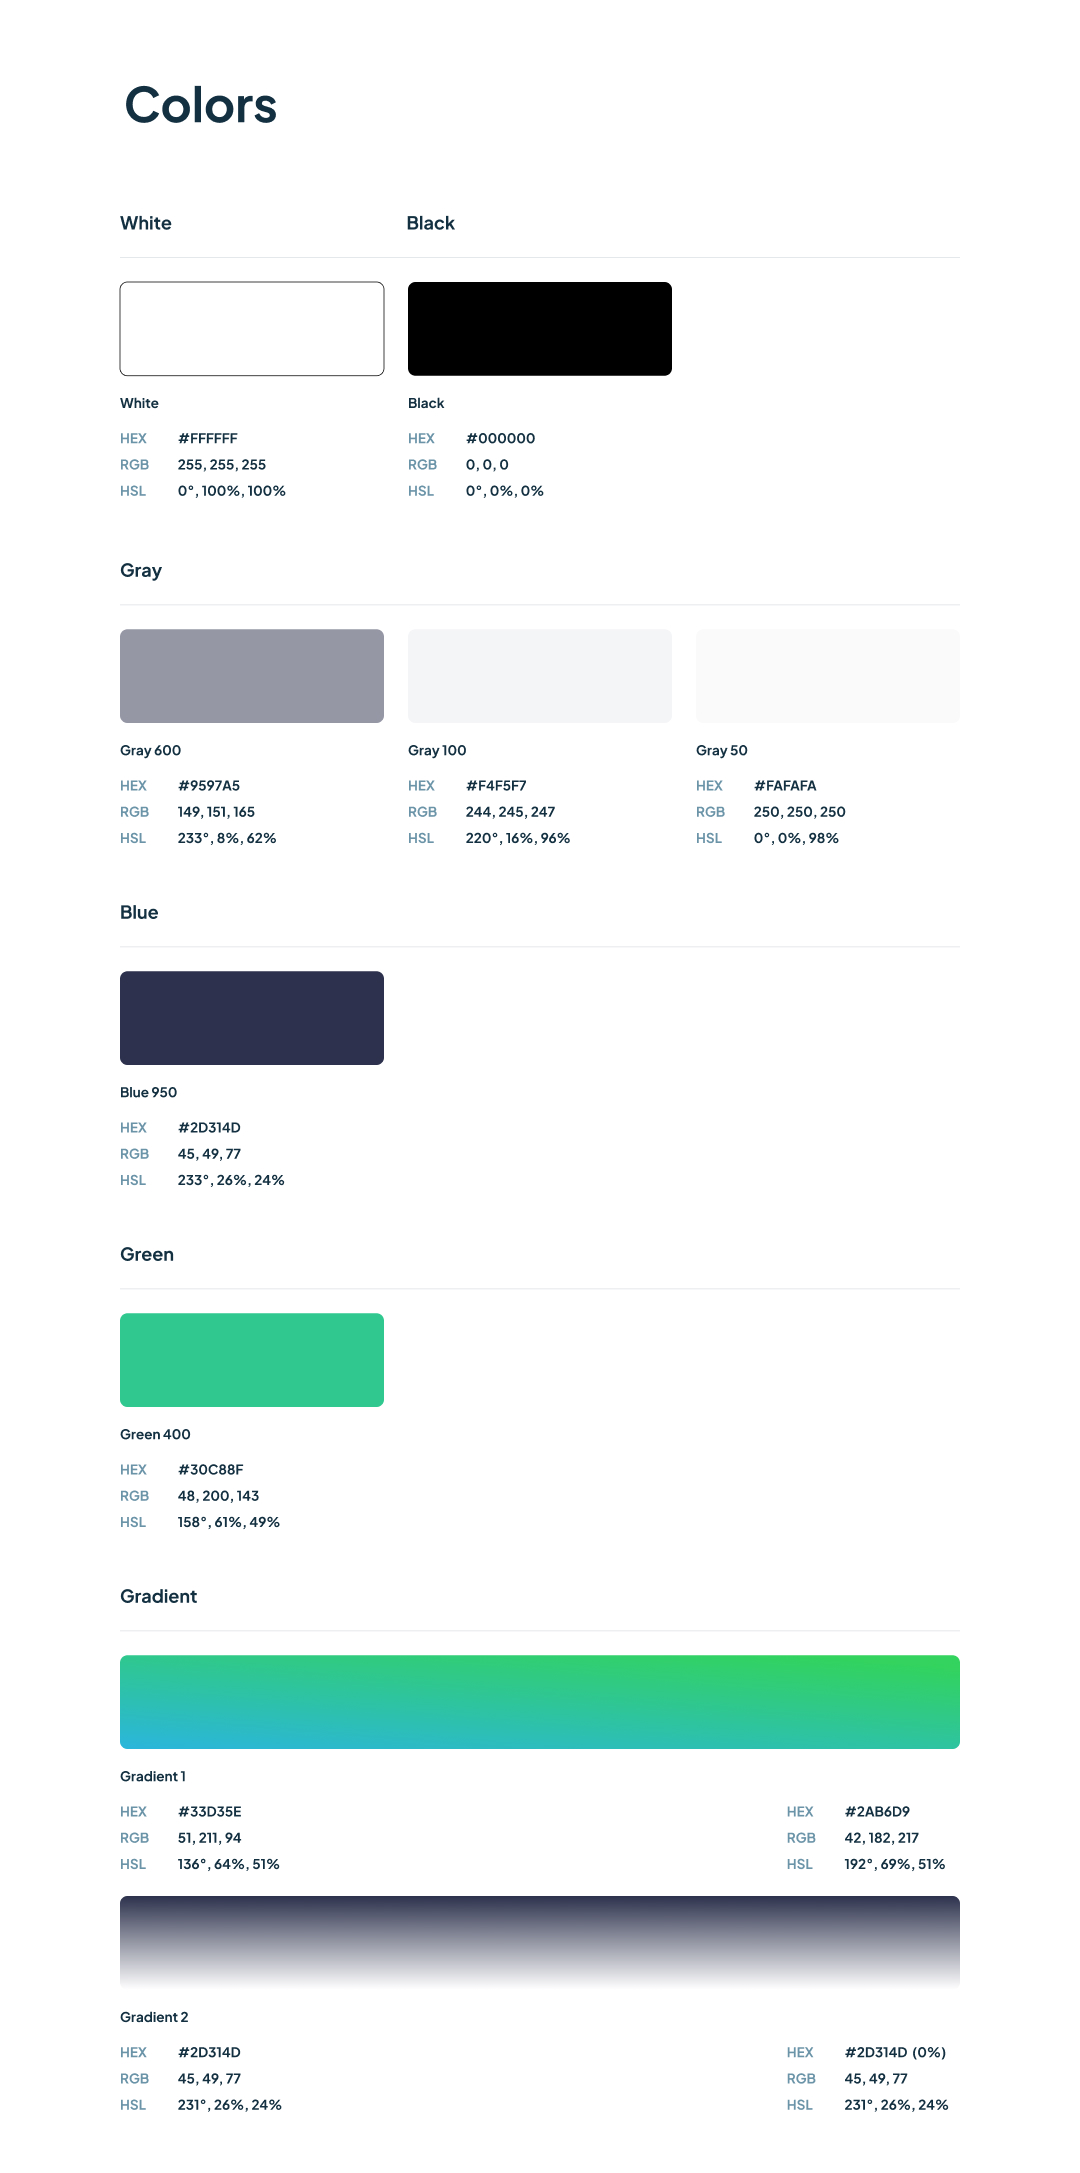 Colors
White Black
White Black
HEX #FFFFFF HEX #000000
RGB 255, 255, 255 RGB 0, 0, 0
HSL 0°, 100%, 100% HSL 0°, 0%, 0%
Gray
Gray 600 Gray 100 Gray 50
HEX #9597A5 HEX #F4F5F7 HEX #FAFAFA
RGB 149, 151, 165 RGB 244, 245, 247 RGB 250, 250, 250
HSL 233°, 8%, 62% HSL 220°, 16%, 96% HSL 0°, 0%, 98%
Blue
Blue 950
HEX #2D314D
RGB 45, 49, 77
HSL 233°, 26%, 24%
Green
Green 400
HEX #30C88F
RGB 48, 200, 143
HSL 158°, 61%, 49%
Gradient
Gradient 1
HEX #33D35E HEX #2AB6D9
RGB 51, 211, 94 RGB 42, 182, 217
HSL 136°, 64%, 51% HSL 192°, 69%, 51%
Gradient 2
HEX #2D314D HEX #2D314D (0%)
RGB 45, 49, 77 RGB 45, 49, 77
HSL 231°, 26%, 24% HSL 231°, 26%, 24%